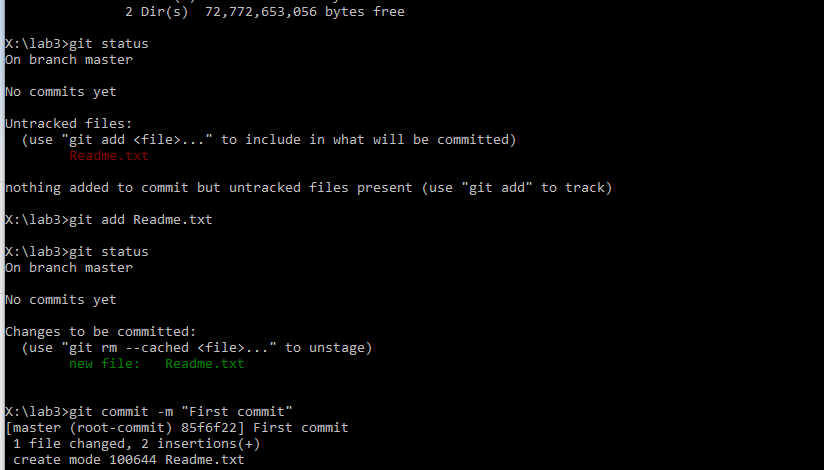 2 Dir(s)  72,772,653,056 bytes free
X:\lab3>git status
On branch master
No commits yet
Untracked files:
  (use "git add <file>..." to include in what will be committed)
        Readme.txt
nothing added to commit but untracked files present (use "git add" to track)
X:\lab3>git add Readme.txt
X:\lab3>git status
On branch master
No commits yet
Changes to be committed:
  (use "git rm --cached <file>..." to unstage)
        new file:   Readme.txt
X:\lab3>git commit -m "First commit"
[master (root-commit) 85f6f22] First commit
 1 file changed, 2 insertions(+)
 create mode 100644 Readme.txt